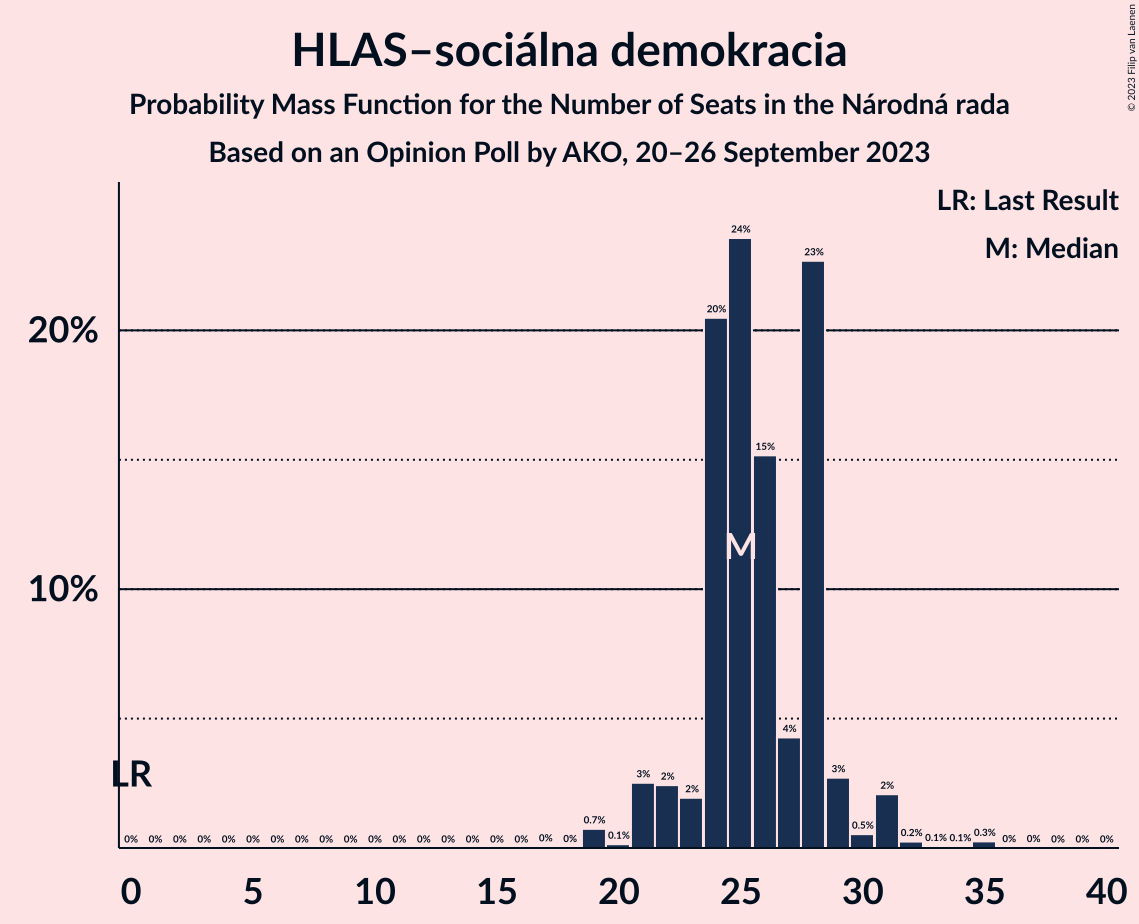 HLAS–sociálna demokracia
Probability Mass Function for the Number of Seats in the Národná rada
Based on an Opinion Poll by AKO, 20–26 September 2023
© 2023 Filip van Laenen
LR: Last Result
M: Median
20%
10%
LR
M
0% 0% 0% 0% 0% 0% 0% 0% 0% 0% 0% 0% 0% 0% 0% 0% 0% 0% 0% 0.7% 0.1% 3% 2% 2% 20% 24% 15% 4% 23% 3% 0.5% 2% 0.2% 0.1% 0.1% 0.3% 0% 0% 0% 0% 0%
0 5 10 15 20 25 30 35 40